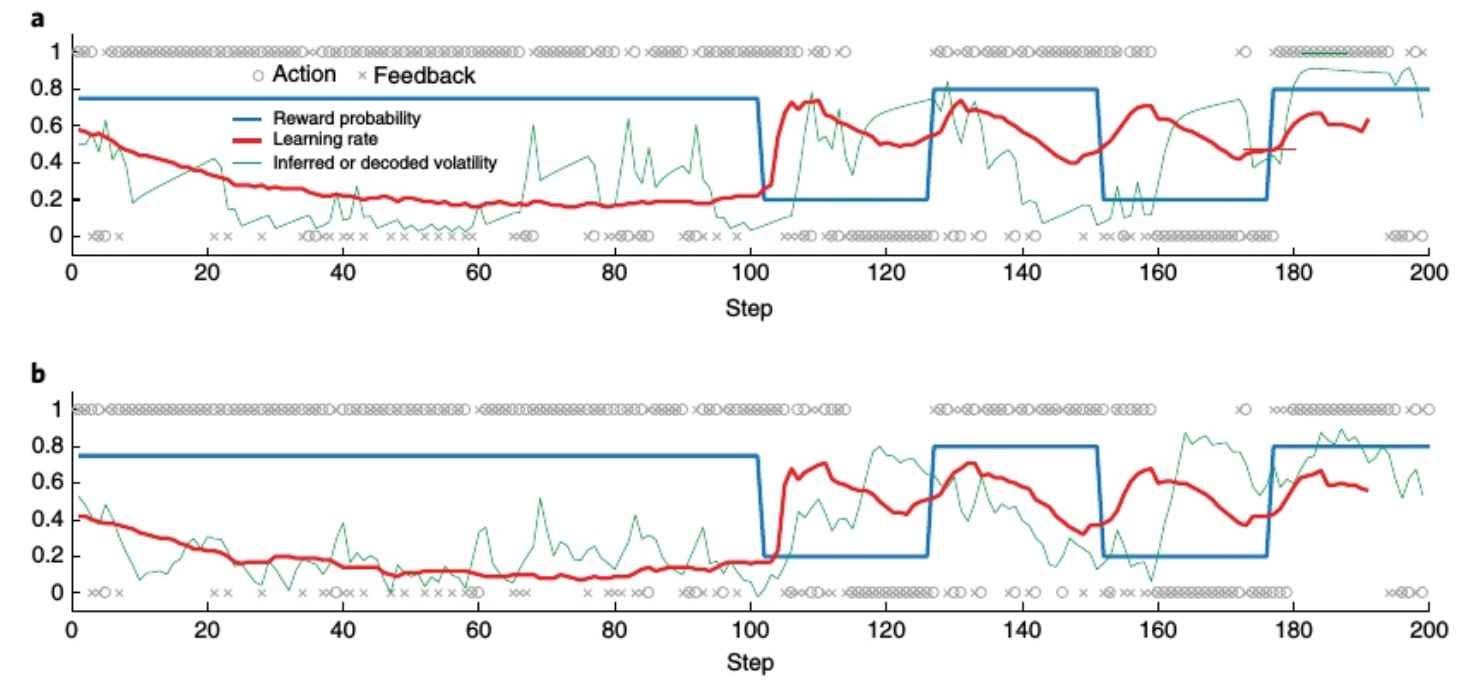 a
1
0.8
0.6
0.4
0.2
0
○ Action × Feedback
Reward probability
Learning rate
Inferred or decoded volatility
0 20 40 60 80 100 120 140 160 180 200
Step
b
1
0.8
0.6
0.4
0.2
0
0 20 40 60 80 100 120 140 160 180 200
Step